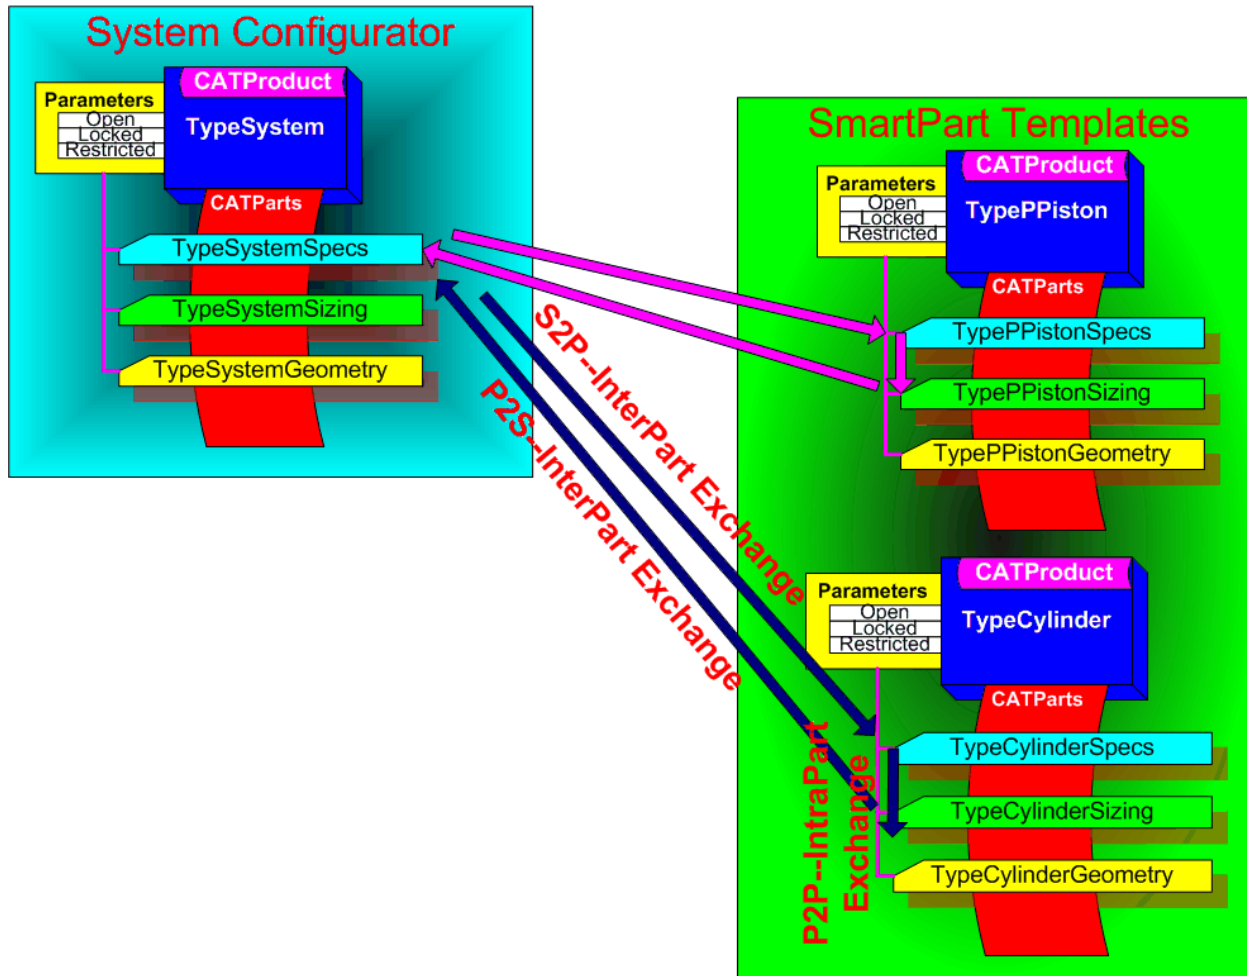 System Configurator
CATProduct
Parameters
Open
Locked
Restricted
TypeSystem
CATParts
TypeSystemSpecs
TypeSystemSizing
TypeSystemGeometry
S2P--InterPart Exchange
P2S--InterPart Exchange
SmartPart Templates
CATProduct
Parameters
Open
Locked
Restricted
TypePPiston
CATParts
TypePPistonSpecs
TypePPistonSizing
TypePPistonGeometry
CATProduct
Parameters
Open
Locked
Restricted
TypeCylinder
CATParts
TypeCylinderSpecs
TypeCylinderSizing
TypeCylinderGeometry
P2P--IntraPart
Exchange